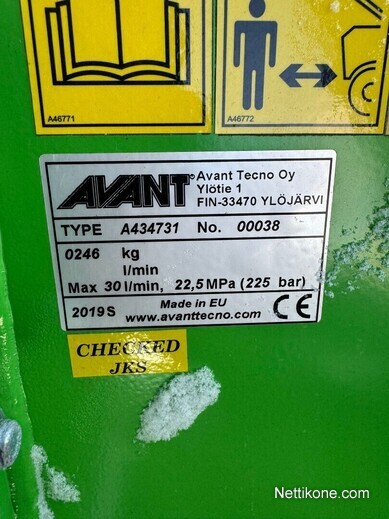 A46771
A46772
AVANT®
Avant Tecno Oy
Ylötie 1
FIN-33470 YLÖJÄRVI
TYPE A434731 No. 00038
0246 kg
l/min
Max 30 l/min, 22,5 MPa (225 bar)
2019S Made in EU CE
www.avanttecno.com
CHECKED
JKS
Nettikone.com